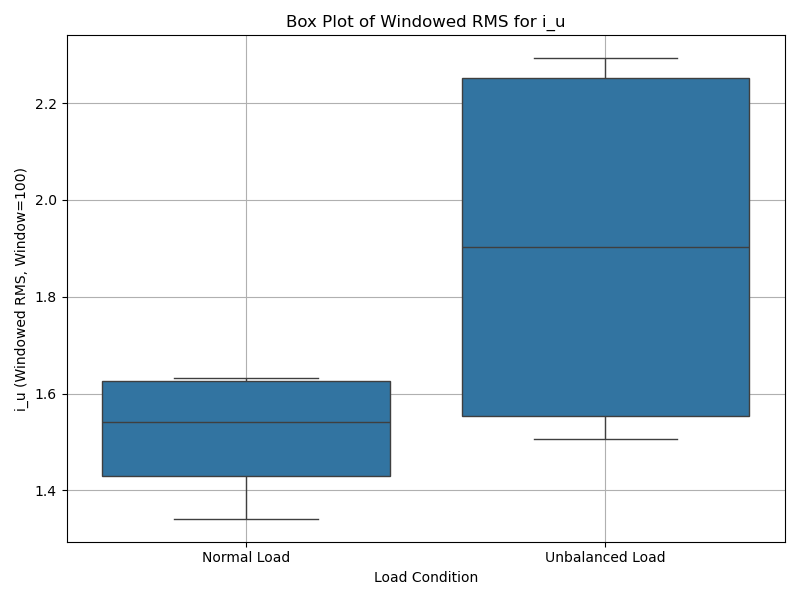 Box Plot of Windowed RMS for i_u
i_u (Windowed RMS, Window=100)
2.2
2.0
1.8
1.6
1.4
Normal Load
Unbalanced Load
Load Condition